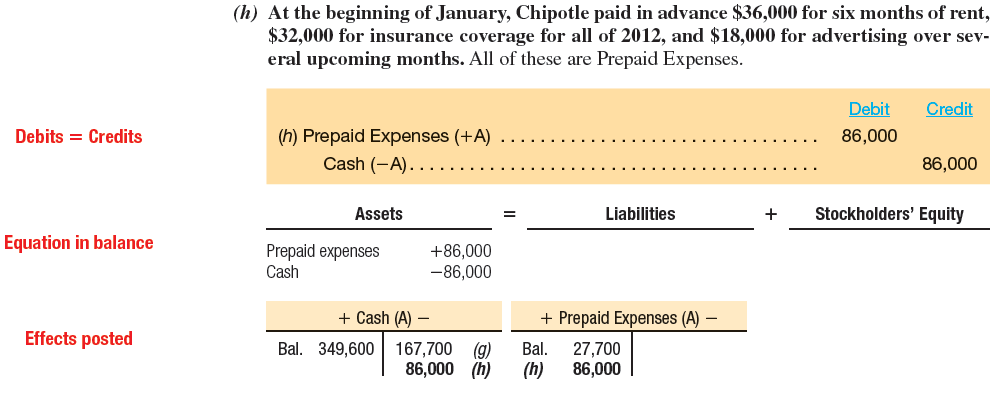 (h) At the beginning of January, Chipotle paid in advance $36,000 for six months of rent,
$32,000 for insurance coverage for all of 2012, and $18,000 for advertising over sev-
eral upcoming months. All of these are Prepaid Expenses.
Debit Credit
Debits = Credits
(h) Prepaid Expenses (+A) . . . . . . . . . . . . . . . . . . . . . . . . . . . . . . . . 86,000
Cash (−A). . . . . . . . . . . . . . . . . . . . . . . . . . . . . . . . . . . . . . . . . 86,000
Assets = Liabilities + Stockholders' Equity
Equation in balance
Prepaid expenses +86,000
Cash −86,000
+ Cash (A) − + Prepaid Expenses (A) −
Effects posted
Bal. 349,600 167,700 (g) Bal. 27,700
86,000 (h) (h) 86,000